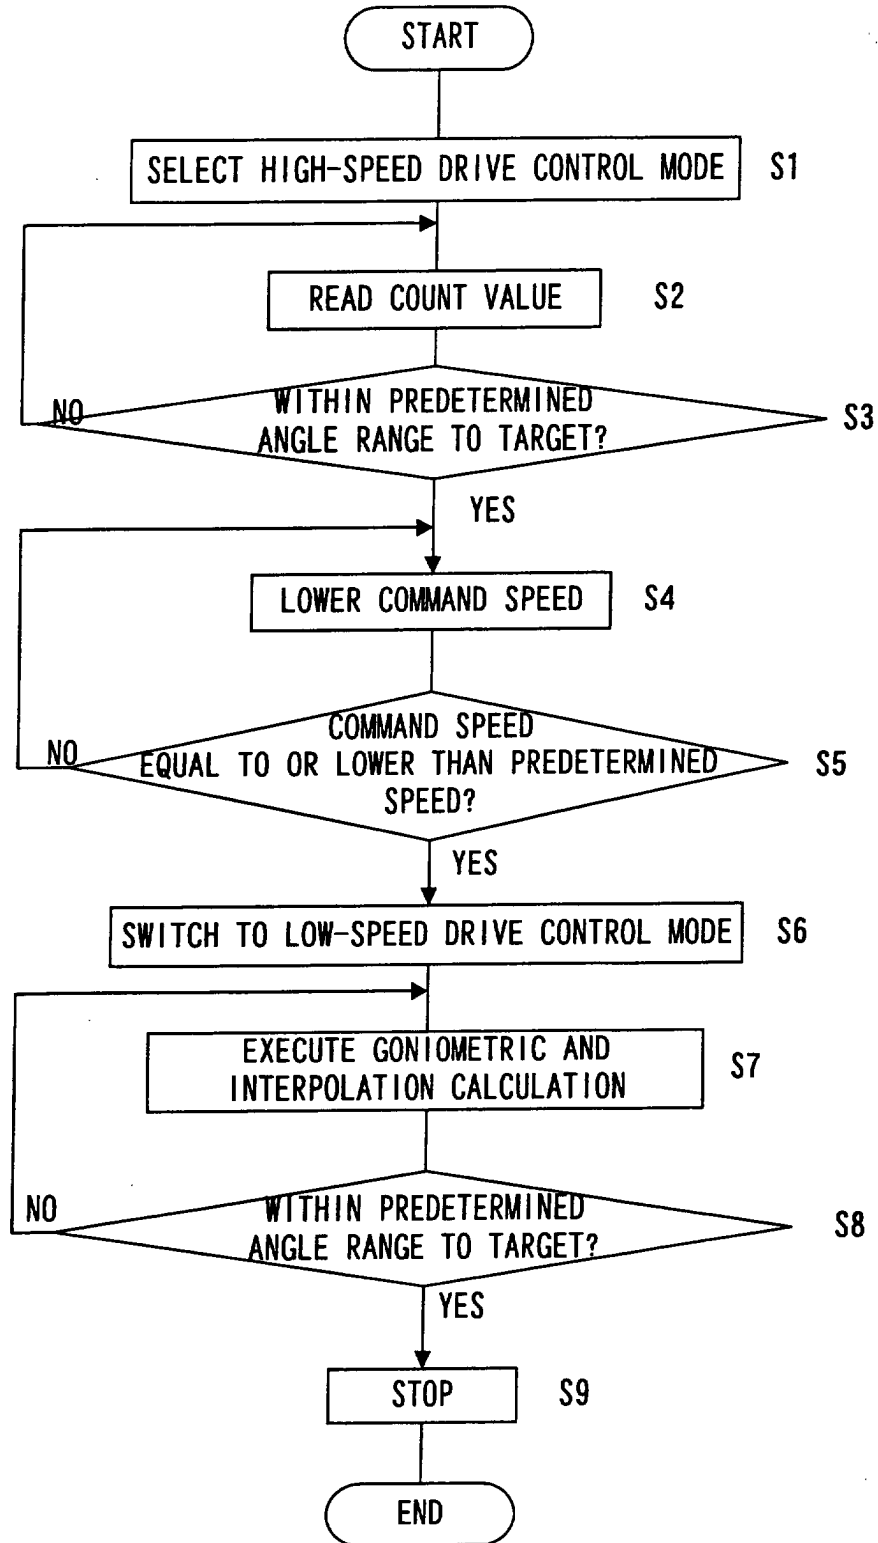 START
SELECT HIGH-SPEED DRIVE CONTROL MODE S1
READ COUNT VALUE S2
WITHIN PREDETERMINED
NO
ANGLE RANGE TO TARGET? S3
YES
LOWER COMMAND SPEED S4
COMMAND SPEED
NO
EQUAL TO OR LOWER THAN PREDETERMINED S5
SPEED?
YES
SWITCH TO LOW-SPEED DRIVE CONTROL MODE S6
EXECUTE GONIOMETRIC AND
INTERPOLATION CALCULATION S7
WITHIN PREDETERMINED
NO
ANGLE RANGE TO TARGET? S8
YES
STOP S9
END